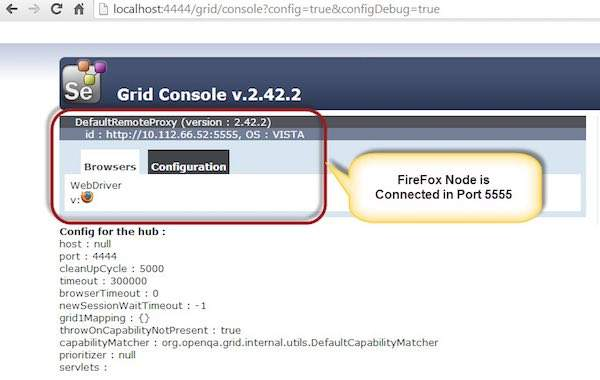 localhost:4444/grid/console?config=true&configDebug=true
Se
Grid Console v.2.42.2
DefaultRemoteProxy (version : 2.42.2)
id : http://10.112.66.52:5555, OS : VISTA
Browsers Configuration
WebDriver
v:
FireFox Node is
Connected in Port 5555
Config for the hub :
host : null
port : 4444
cleanUpCycle : 5000
timeout : 300000
browserTimeout : 0
newSessionWaitTimeout : -1
grid1Mapping : {}
throwOnCapabilityNotPresent : true
capabilityMatcher : org.openqa.grid.internal.utils.DefaultCapabilityMatcher
prioritizer : null
servlets :